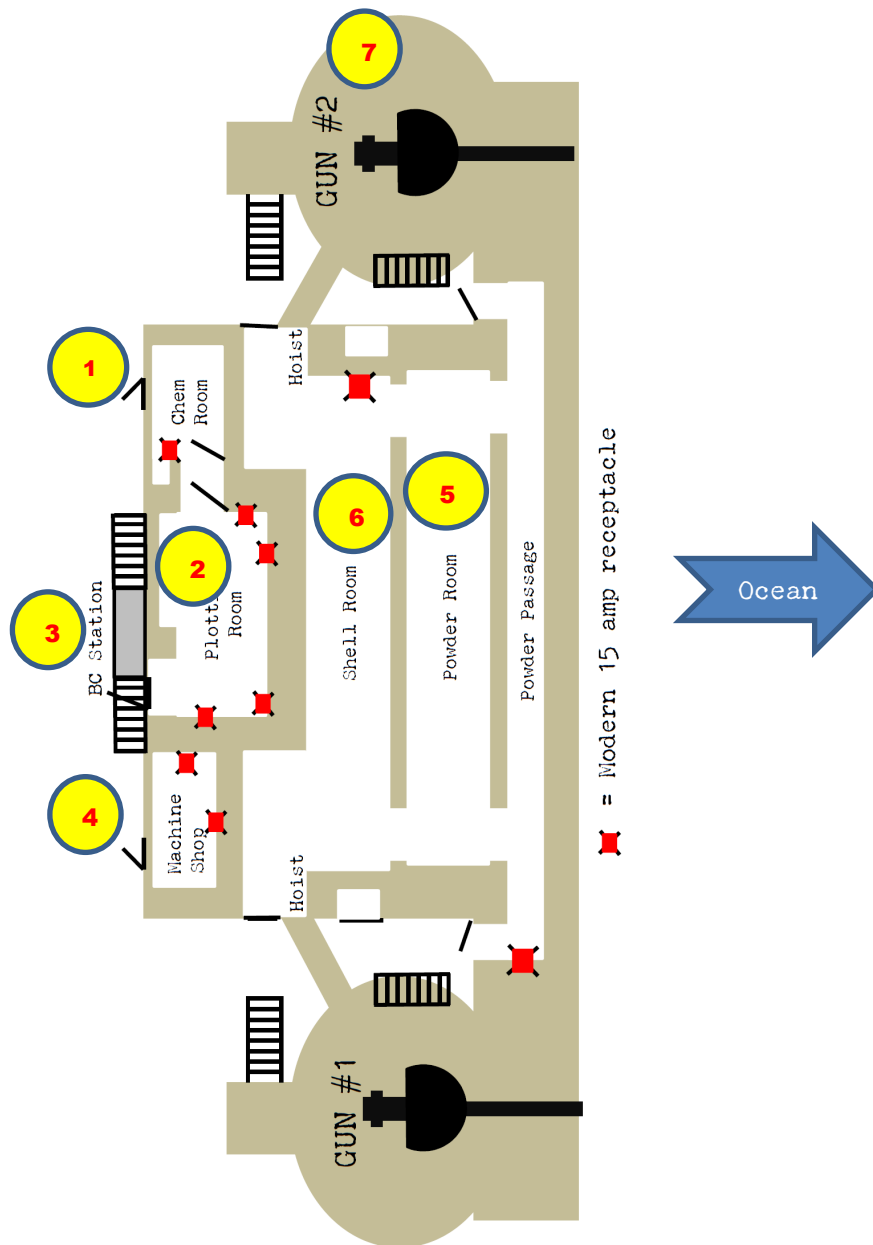 7
GUN #2
1
Hoist
Chem
Room
2
Plott
Room
3
BC Station
6
Shell Room
5
Powder Room
Powder Passage
4
Machine
Shop
Hoist
GUN #1
= Modern 15 amp receptacle
Ocean